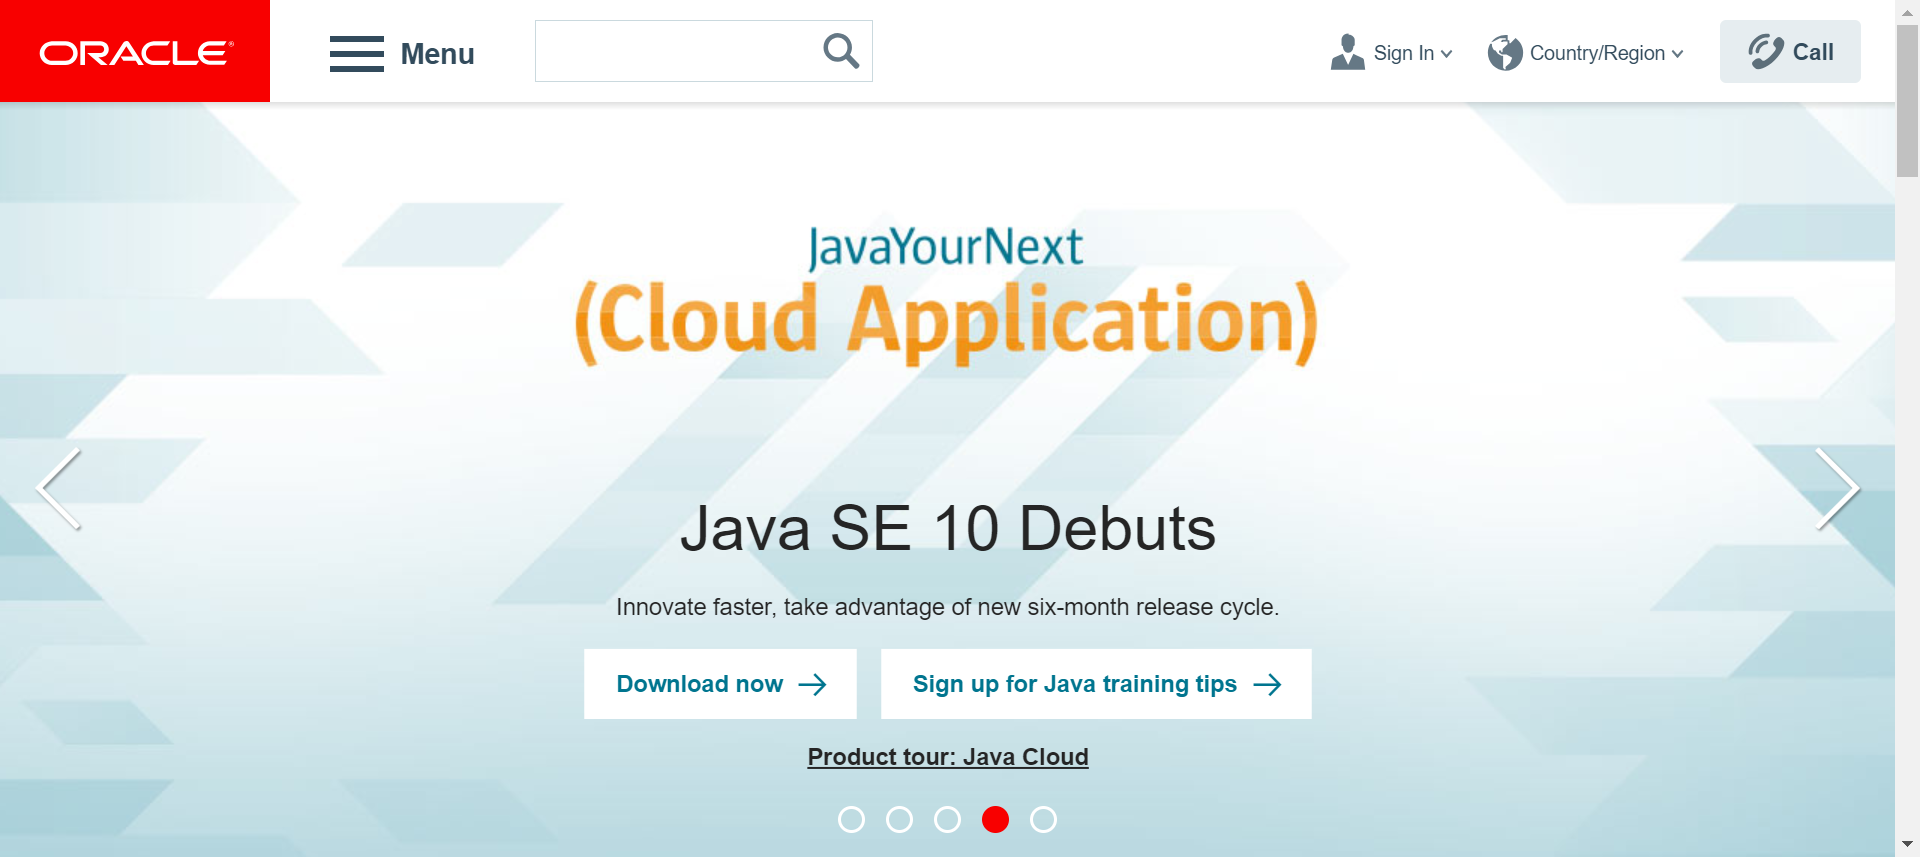 ORACLE®
Menu
Sign In
Country/Region
Call
JavaYourNext
(Cloud Application)
Java SE 10 Debuts
Innovate faster, take advantage of new six-month release cycle.
Download now
Sign up for Java training tips
Product tour: Java Cloud